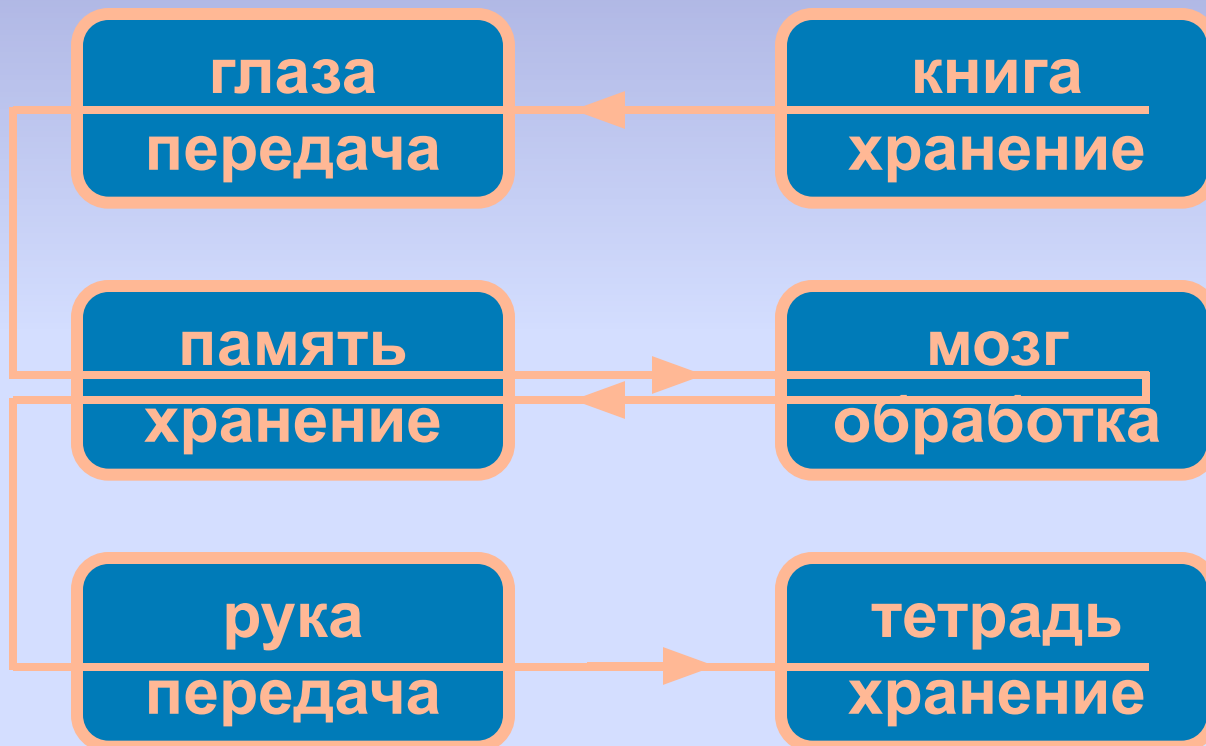 глаза
передача
книга
хранение
память
хранение
мозг
обработка
рука
передача
тетрадь
хранение